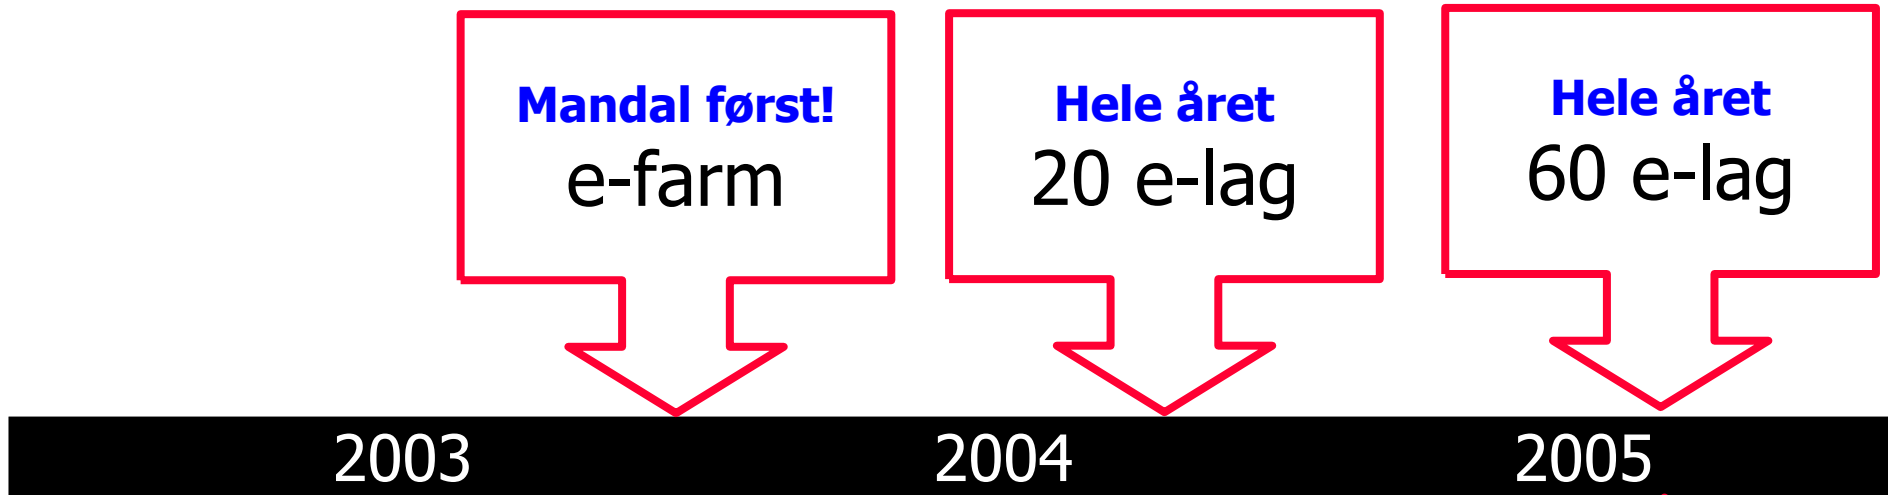 Mandal først!
e-farm
Hele året
20 e-lag
Hele året
60 e-lag
2003
2004
2005